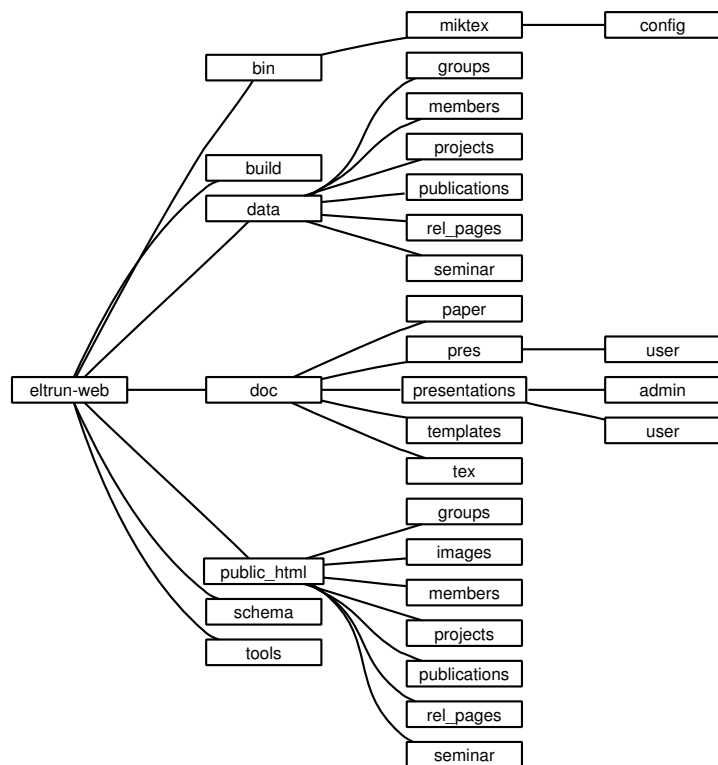 miktex
config
bin
groups
members
projects
build
publications
data
rel_pages
seminar
paper
pres
user
eltrun-web
doc
presentations
admin
templates
user
tex
groups
images
public_html
members
schema
projects
tools
publications
rel_pages
seminar